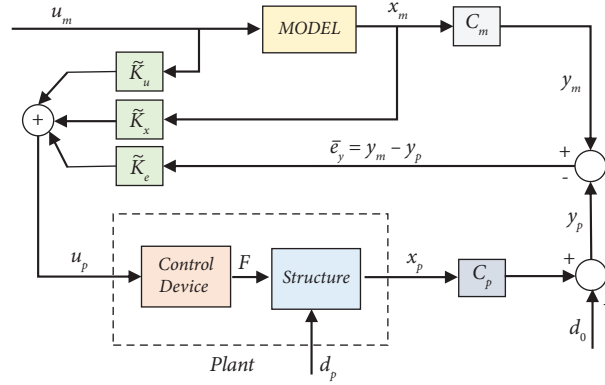 u_m
MODEL
x_m
C_m
K̃_u
y_m
+
K̃_x
ē_y = y_m – y_p
+
-
K̃_e
y_p
u_p
Control
Device
F
Structure
x_p
C_p
+
+
Plant
d_p
d_0